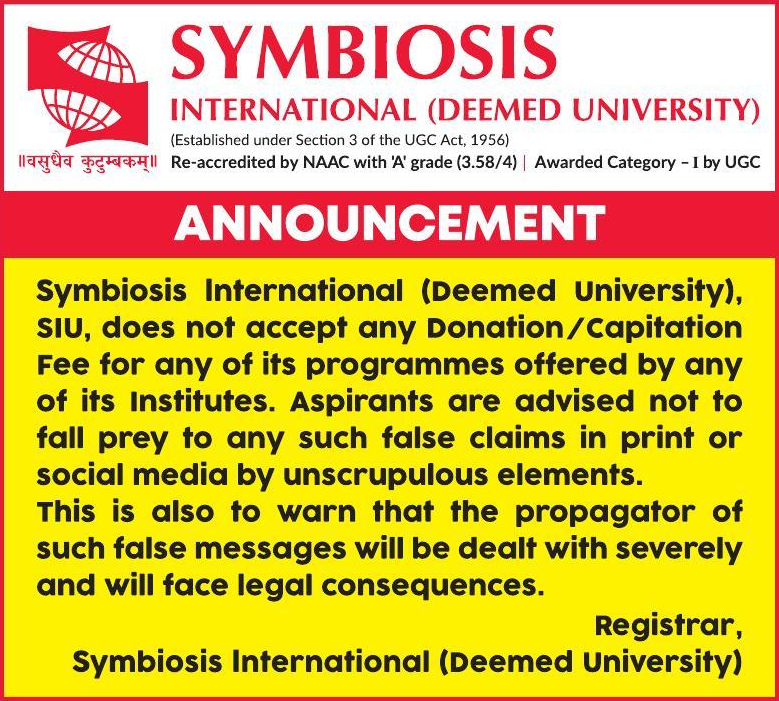 SYMBIOSIS
INTERNATIONAL (DEEMED UNIVERSITY)
(Established under Section 3 of the UGC Act, 1956)
॥वसुधैव कुटुम्बकम्॥ Re-accredited by NAAC with 'A' grade (3.58/4) | Awarded Category – I by UGC
ANNOUNCEMENT
Symbiosis International (Deemed University),
SIU, does not accept any Donation/Capitation
Fee for any of its programmes offered by any
of its Institutes. Aspirants are advised not to
fall prey to any such false claims in print or
social media by unscrupulous elements.
This is also to warn that the propagator of
such false messages will be dealt with severely
and will face legal consequences.
Registrar,
Symbiosis International (Deemed University)